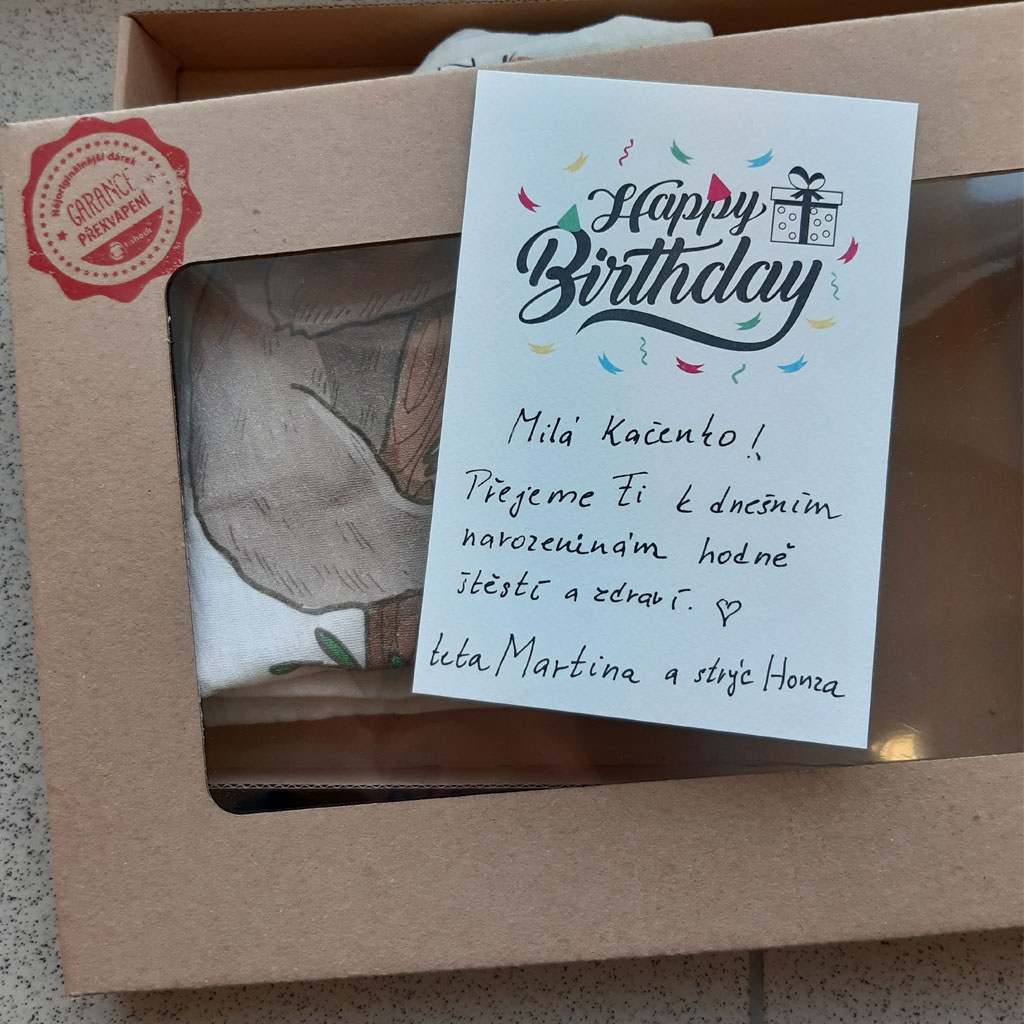 Nejoriginálnější dárek
GARANCE
PŘEKVAPENÍ
Happy
Birthday
Milá Kačenko!
Přejeme Ti k dnešním
narozeninám hodně
štěstí a zdraví. ♡
teta Martina a strýc Honza